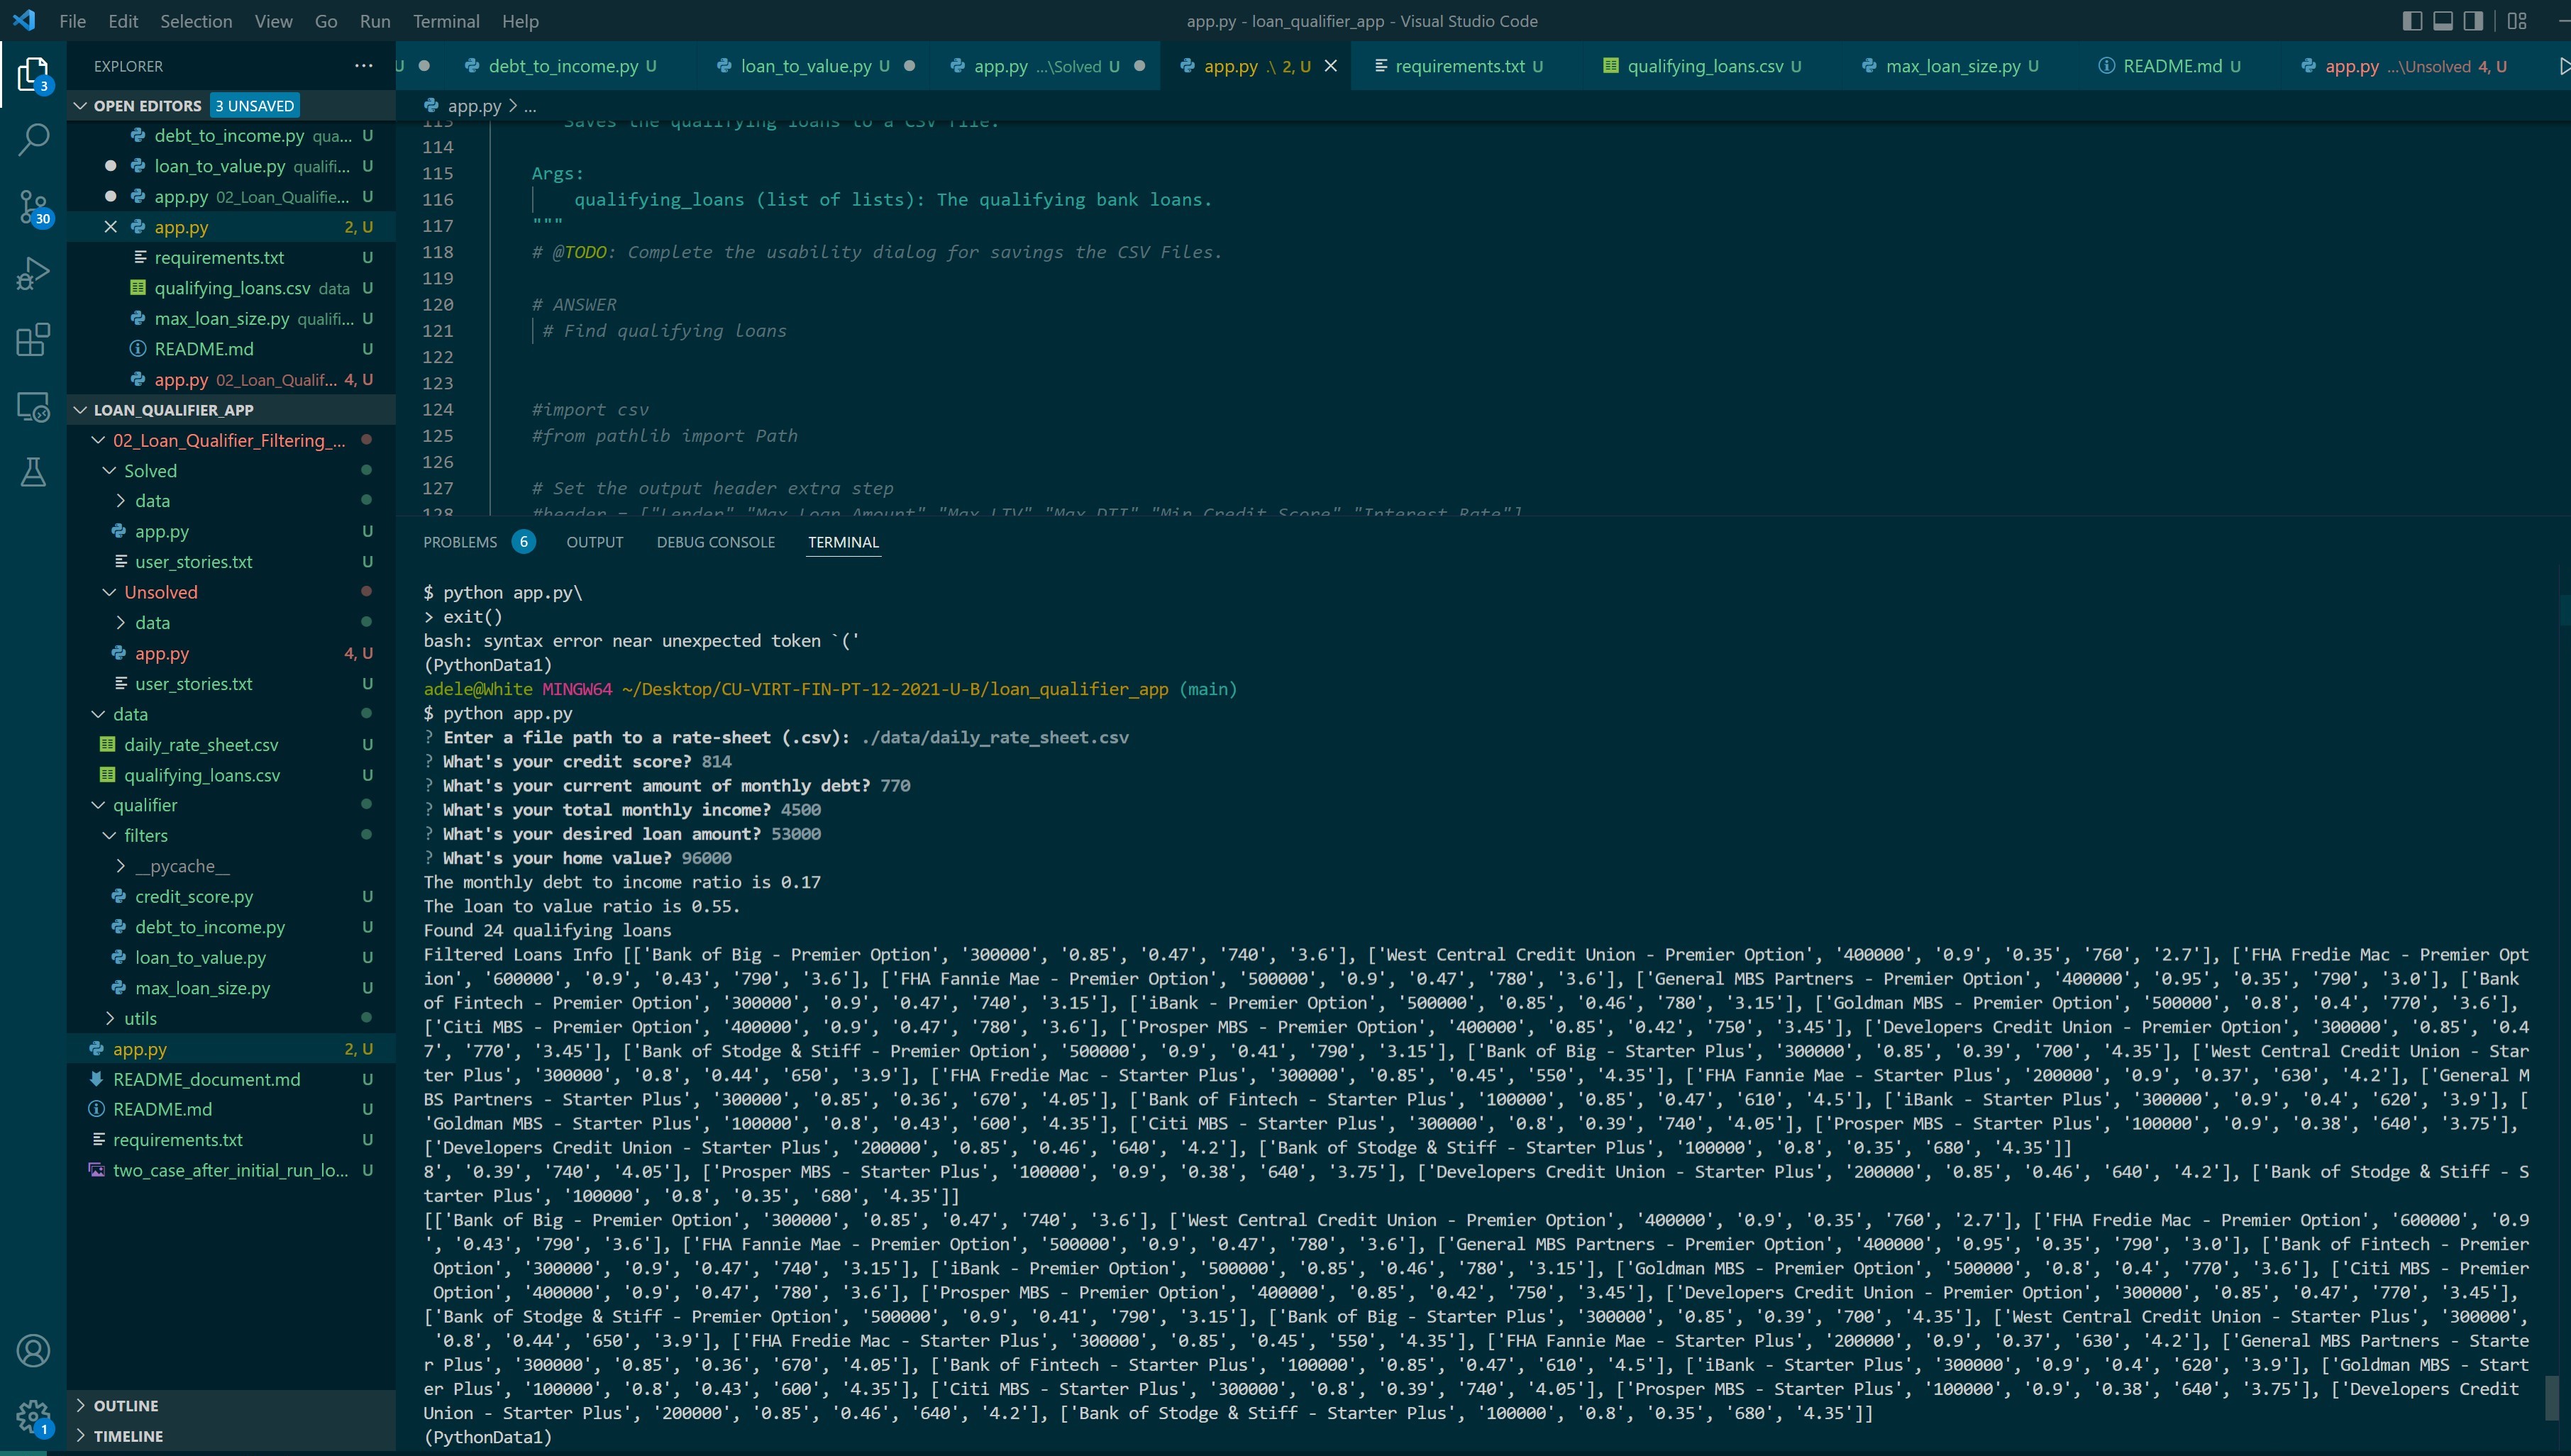 File Edit Selection View Go Run Terminal Help
app.py - loan_qualifier_app - Visual Studio Code
3
30
1
EXPLORER ...
OPEN EDITORS 3 UNSAVED
debt_to_income.py qua... U
loan_to_value.py qualifi... U
app.py 02_Loan_Qualifie... U
app.py 2, U
requirements.txt U
qualifying_loans.csv data U
max_loan_size.py qualifi... U
README.md U
app.py 02_Loan_Qualif... 4, U
LOAN_QUALIFIER_APP
02_Loan_Qualifier_Filtering_...
Solved
data
app.py U
user_stories.txt U
Unsolved
data
app.py 4, U
user_stories.txt U
data
daily_rate_sheet.csv U
qualifying_loans.csv U
qualifier
filters
__pycache__
credit_score.py U
debt_to_income.py U
loan_to_value.py U
max_loan_size.py U
utils
app.py 2, U
README_document.md U
README.md U
requirements.txt U
two_case_after_initial_run_lo... U
OUTLINE
TIMELINE
U debt_to_income.py U loan_to_value.py U app.py ...\Solved U app.py .\ 2, U requirements.txt U qualifying_loans.csv U max_loan_size.py U README.md U app.py ...\Unsolved 4, U
app.py > ...
113 Saves the qualifying loans to a CSV file.
114
115 Args:
116 qualifying_loans (list of lists): The qualifying bank loans.
117 """
118 # @TODO: Complete the usability dialog for savings the CSV Files.
119
120 # ANSWER
121 # Find qualifying loans
122
123
124 #import csv
125 #from pathlib import Path
126
127 # Set the output header extra step
128 #header = ["Lender","Max Loan Amount","Max LTV","Max DTI","Min Credit Score","Interest Rate"]
PROBLEMS 6 OUTPUT DEBUG CONSOLE TERMINAL
$ python app.py\
> exit()
bash: syntax error near unexpected token `('
(PythonData1)
adele@White MINGW64 ~/Desktop/CU-VIRT-FIN-PT-12-2021-U-B/loan_qualifier_app (main)
$ python app.py
? Enter a file path to a rate-sheet (.csv): ./data/daily_rate_sheet.csv
? What's your credit score? 814
? What's your current amount of monthly debt? 770
? What's your total monthly income? 4500
? What's your desired loan amount? 53000
? What's your home value? 96000
The monthly debt to income ratio is 0.17
The loan to value ratio is 0.55.
Found 24 qualifying loans
Filtered Loans Info [['Bank of Big - Premier Option', '300000', '0.85', '0.47', '740', '3.6'], ['West Central Credit Union - Premier Option', '400000', '0.9', '0.35', '760', '2.7'], ['FHA Fredie Mac - Premier Opt
ion', '600000', '0.9', '0.43', '790', '3.6'], ['FHA Fannie Mae - Premier Option', '500000', '0.9', '0.47', '780', '3.6'], ['General MBS Partners - Premier Option', '400000', '0.95', '0.35', '790', '3.0'], ['Bank
of Fintech - Premier Option', '300000', '0.9', '0.47', '740', '3.15'], ['iBank - Premier Option', '500000', '0.85', '0.46', '780', '3.15'], ['Goldman MBS - Premier Option', '500000', '0.8', '0.4', '770', '3.6'],
['Citi MBS - Premier Option', '400000', '0.9', '0.47', '780', '3.6'], ['Prosper MBS - Premier Option', '400000', '0.85', '0.42', '750', '3.45'], ['Developers Credit Union - Premier Option', '300000', '0.85', '0.4
7', '770', '3.45'], ['Bank of Stodge & Stiff - Premier Option', '500000', '0.9', '0.41', '790', '3.15'], ['Bank of Big - Starter Plus', '300000', '0.85', '0.39', '700', '4.35'], ['West Central Credit Union - Star
ter Plus', '300000', '0.8', '0.44', '650', '3.9'], ['FHA Fredie Mac - Starter Plus', '300000', '0.85', '0.45', '550', '4.35'], ['FHA Fannie Mae - Starter Plus', '200000', '0.9', '0.37', '630', '4.2'], ['General M
BS Partners - Starter Plus', '300000', '0.85', '0.36', '670', '4.05'], ['Bank of Fintech - Starter Plus', '100000', '0.85', '0.47', '610', '4.5'], ['iBank - Starter Plus', '300000', '0.9', '0.4', '620', '3.9'], [
'Goldman MBS - Starter Plus', '100000', '0.8', '0.43', '600', '4.35'], ['Citi MBS - Starter Plus', '300000', '0.8', '0.39', '740', '4.05'], ['Prosper MBS - Starter Plus', '100000', '0.9', '0.38', '640', '3.75'],
['Developers Credit Union - Starter Plus', '200000', '0.85', '0.46', '640', '4.2'], ['Bank of Stodge & Stiff - Starter Plus', '100000', '0.8', '0.35', '680', '4.35']]
8', '0.39', '740', '4.05'], ['Prosper MBS - Starter Plus', '100000', '0.9', '0.38', '640', '3.75'], ['Developers Credit Union - Starter Plus', '200000', '0.85', '0.46', '640', '4.2'], ['Bank of Stodge & Stiff - S
tarter Plus', '100000', '0.8', '0.35', '680', '4.35']]
[['Bank of Big - Premier Option', '300000', '0.85', '0.47', '740', '3.6'], ['West Central Credit Union - Premier Option', '400000', '0.9', '0.35', '760', '2.7'], ['FHA Fredie Mac - Premier Option', '600000', '0.9
', '0.43', '790', '3.6'], ['FHA Fannie Mae - Premier Option', '500000', '0.9', '0.47', '780', '3.6'], ['General MBS Partners - Premier Option', '400000', '0.95', '0.35', '790', '3.0'], ['Bank of Fintech - Premier
Option', '300000', '0.9', '0.47', '740', '3.15'], ['iBank - Premier Option', '500000', '0.85', '0.46', '780', '3.15'], ['Goldman MBS - Premier Option', '500000', '0.8', '0.4', '770', '3.6'], ['Citi MBS - Premier
Option', '400000', '0.9', '0.47', '780', '3.6'], ['Prosper MBS - Premier Option', '400000', '0.85', '0.42', '750', '3.45'], ['Developers Credit Union - Premier Option', '300000', '0.85', '0.47', '770', '3.45'],
['Bank of Stodge & Stiff - Premier Option', '500000', '0.9', '0.41', '790', '3.15'], ['Bank of Big - Starter Plus', '300000', '0.85', '0.39', '700', '4.35'], ['West Central Credit Union - Starter Plus', '300000',
'0.8', '0.44', '650', '3.9'], ['FHA Fredie Mac - Starter Plus', '300000', '0.85', '0.45', '550', '4.35'], ['FHA Fannie Mae - Starter Plus', '200000', '0.9', '0.37', '630', '4.2'], ['General MBS Partners - Starte
r Plus', '300000', '0.85', '0.36', '670', '4.05'], ['Bank of Fintech - Starter Plus', '100000', '0.85', '0.47', '610', '4.5'], ['iBank - Starter Plus', '300000', '0.9', '0.4', '620', '3.9'], ['Goldman MBS - Start
er Plus', '100000', '0.8', '0.43', '600', '4.35'], ['Citi MBS - Starter Plus', '300000', '0.8', '0.39', '740', '4.05'], ['Prosper MBS - Starter Plus', '100000', '0.9', '0.38', '640', '3.75'], ['Developers Credit
Union - Starter Plus', '200000', '0.85', '0.46', '640', '4.2'], ['Bank of Stodge & Stiff - Starter Plus', '100000', '0.8', '0.35', '680', '4.35']]
(PythonData1)